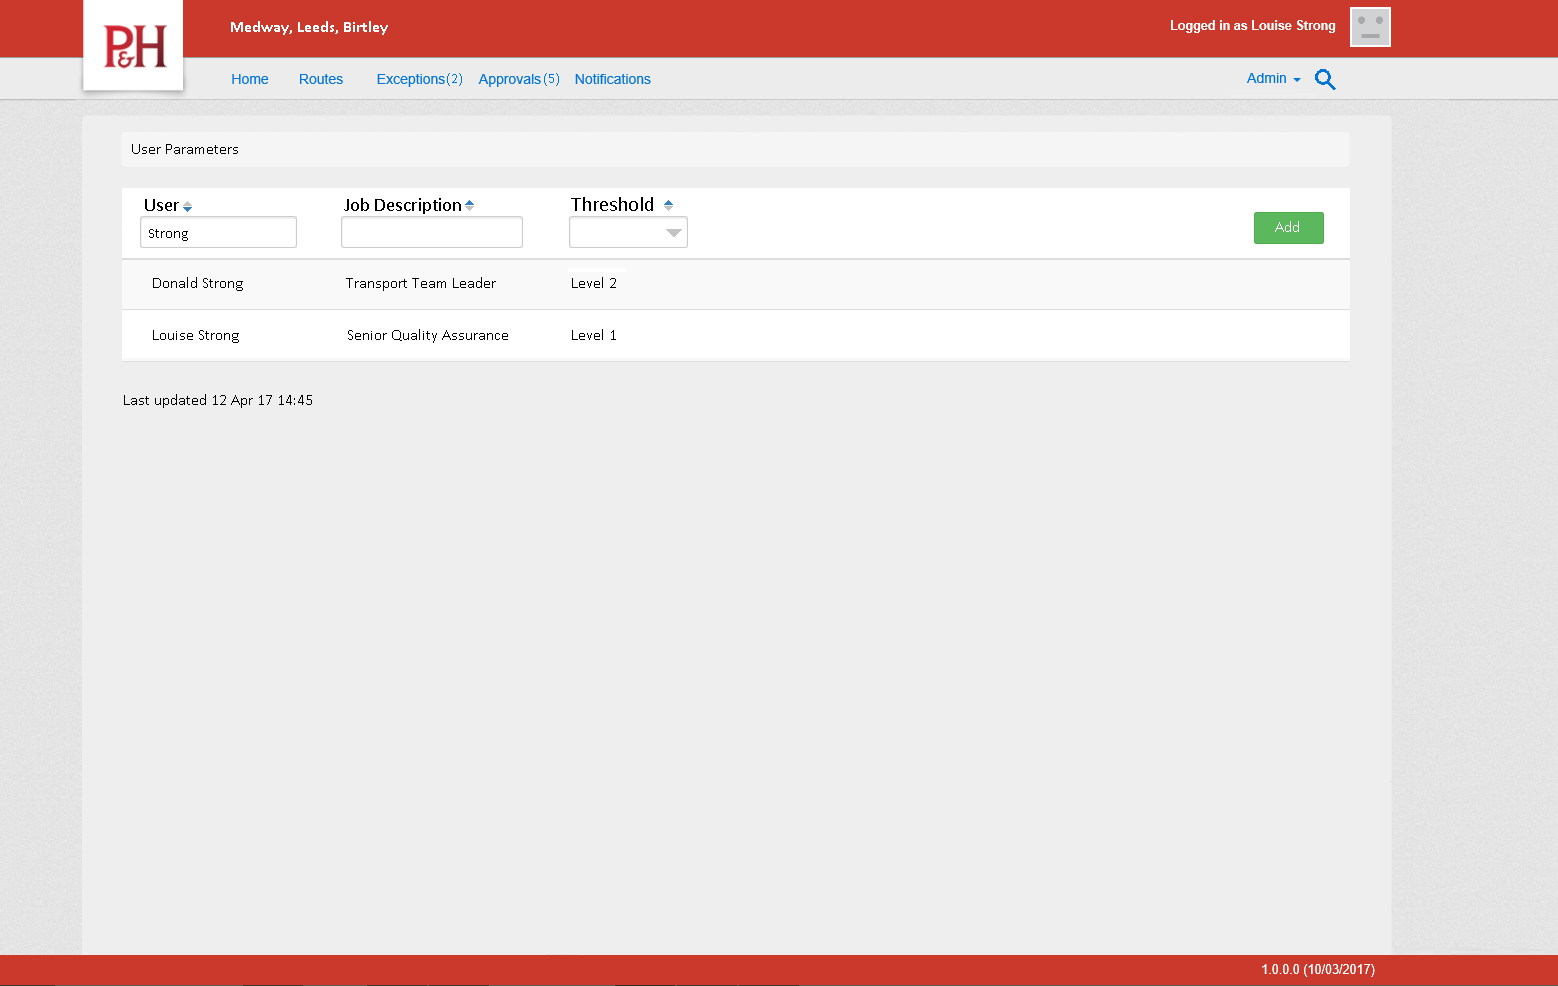 P&H
Medway, Leeds, Birtley
Logged in as Louise Strong
Home Routes Exceptions(2) Approvals(5) Notifications Admin
User Parameters
User Job Description Threshold
Strong
Add
Donald Strong Transport Team Leader Level 2
Louise Strong Senior Quality Assurance Level 1
Last updated 12 Apr 17 14:45
1.0.0.0 (10/03/2017)